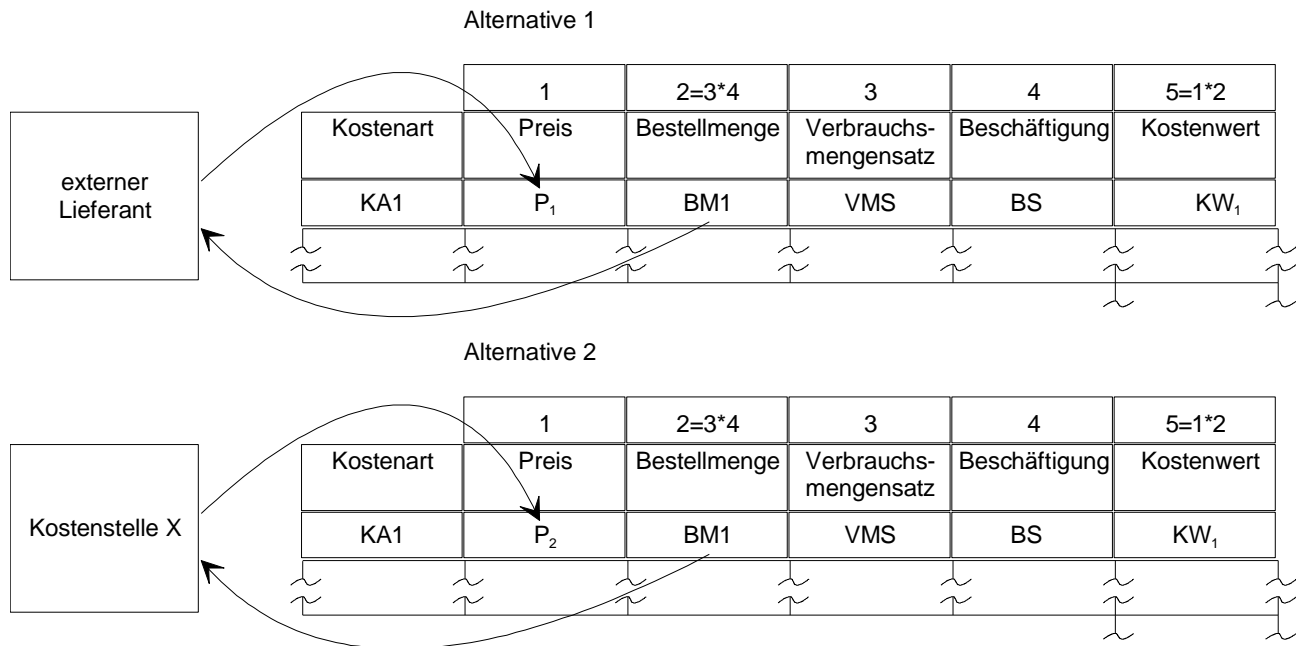 Alternative 1
1 2=3*4 3 4 5=1*2
Kostenart Preis Bestellmenge Verbrauchs- Beschäftigung Kostenwert
mengensatz
externer
Lieferant
KA1 P₁ BM1 VMS BS KW₁
Alternative 2
1 2=3*4 3 4 5=1*2
Kostenart Preis Bestellmenge Verbrauchs- Beschäftigung Kostenwert
mengensatz
Kostenstelle X
KA1 P₂ BM1 VMS BS KW₁